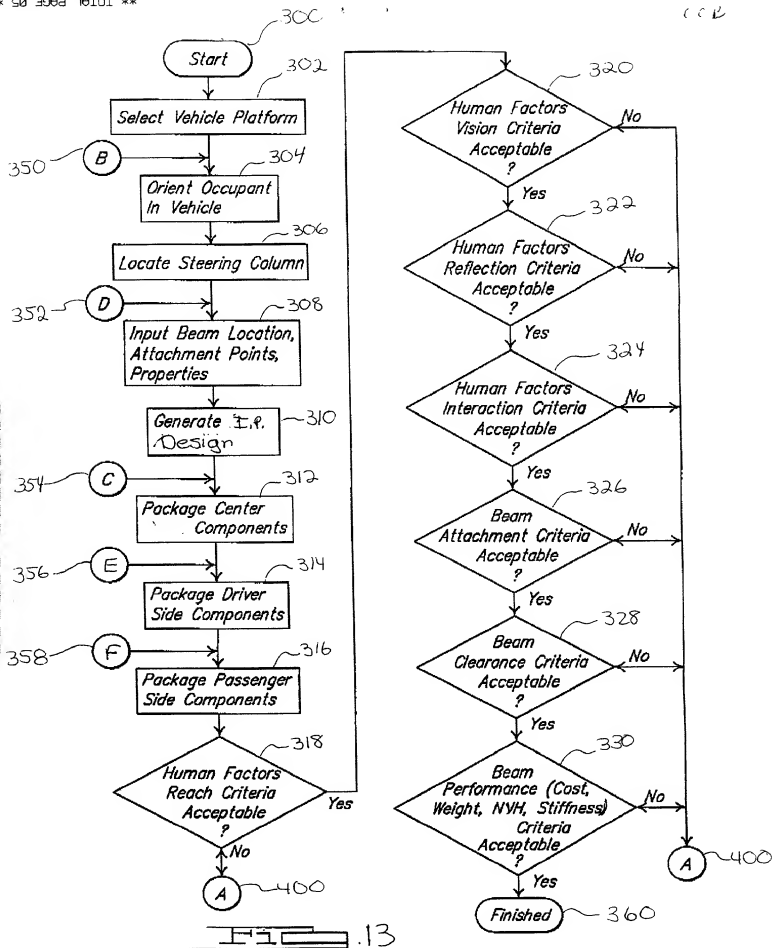 300
Start
302
Select Vehicle Platform
350
B
304
Orient Occupant
In Vehicle
306
Locate Steering Column
352
D
308
Input Beam Location,
Attachment Points,
Properties
Generate I.P.
Design
310
354
C
312
Package Center
Components
356
E
314
Package Driver
Side Components
358
F
316
Package Passenger
Side Components
318
Human Factors
Reach Criteria
Acceptable
?
Yes
No
A
400
320
Human Factors
Vision Criteria
Acceptable
?
No
Yes
322
Human Factors
Reflection Criteria
Acceptable
?
No
Yes
324
Human Factors
Interaction Criteria
Acceptable
?
No
Yes
326
Beam
Attachment Criteria
Acceptable
?
No
Yes
328
Beam
Clearance Criteria
Acceptable
?
No
Yes
330
Beam
Performance (Cost,
Weight, NVH, Stiffness)
Criteria
Acceptable
?
No
Yes
A
400
Finished
360
.13